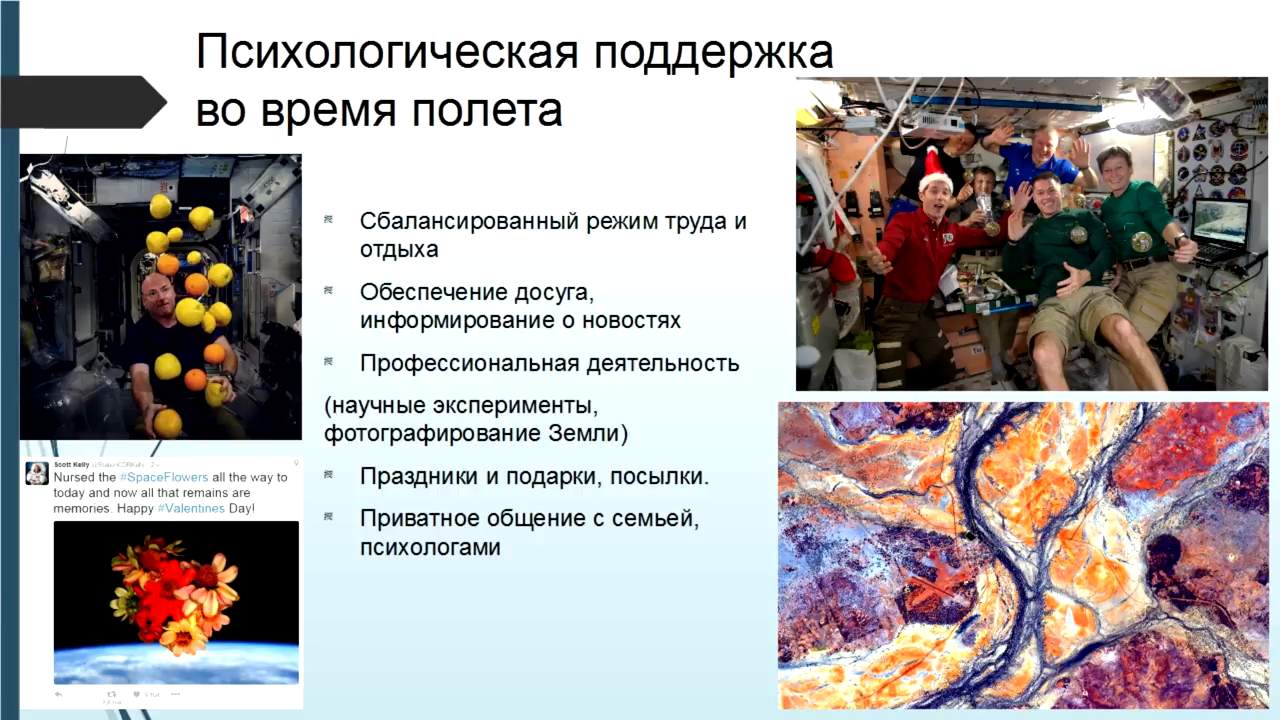 Психологическая поддержка
во время полета
Сбалансированный режим труда и
отдыха
Обеспечение досуга,
информирование о новостях
Профессиональная деятельность
(научные эксперименты,
фотографирование Земли)
Праздники и подарки, посылки.
Приватное общение с семьей,
психологами
Scott Kelly
Nursed the #SpaceFlowers all the way to
today and now all that remains are
memories. Happy #Valentines Day!